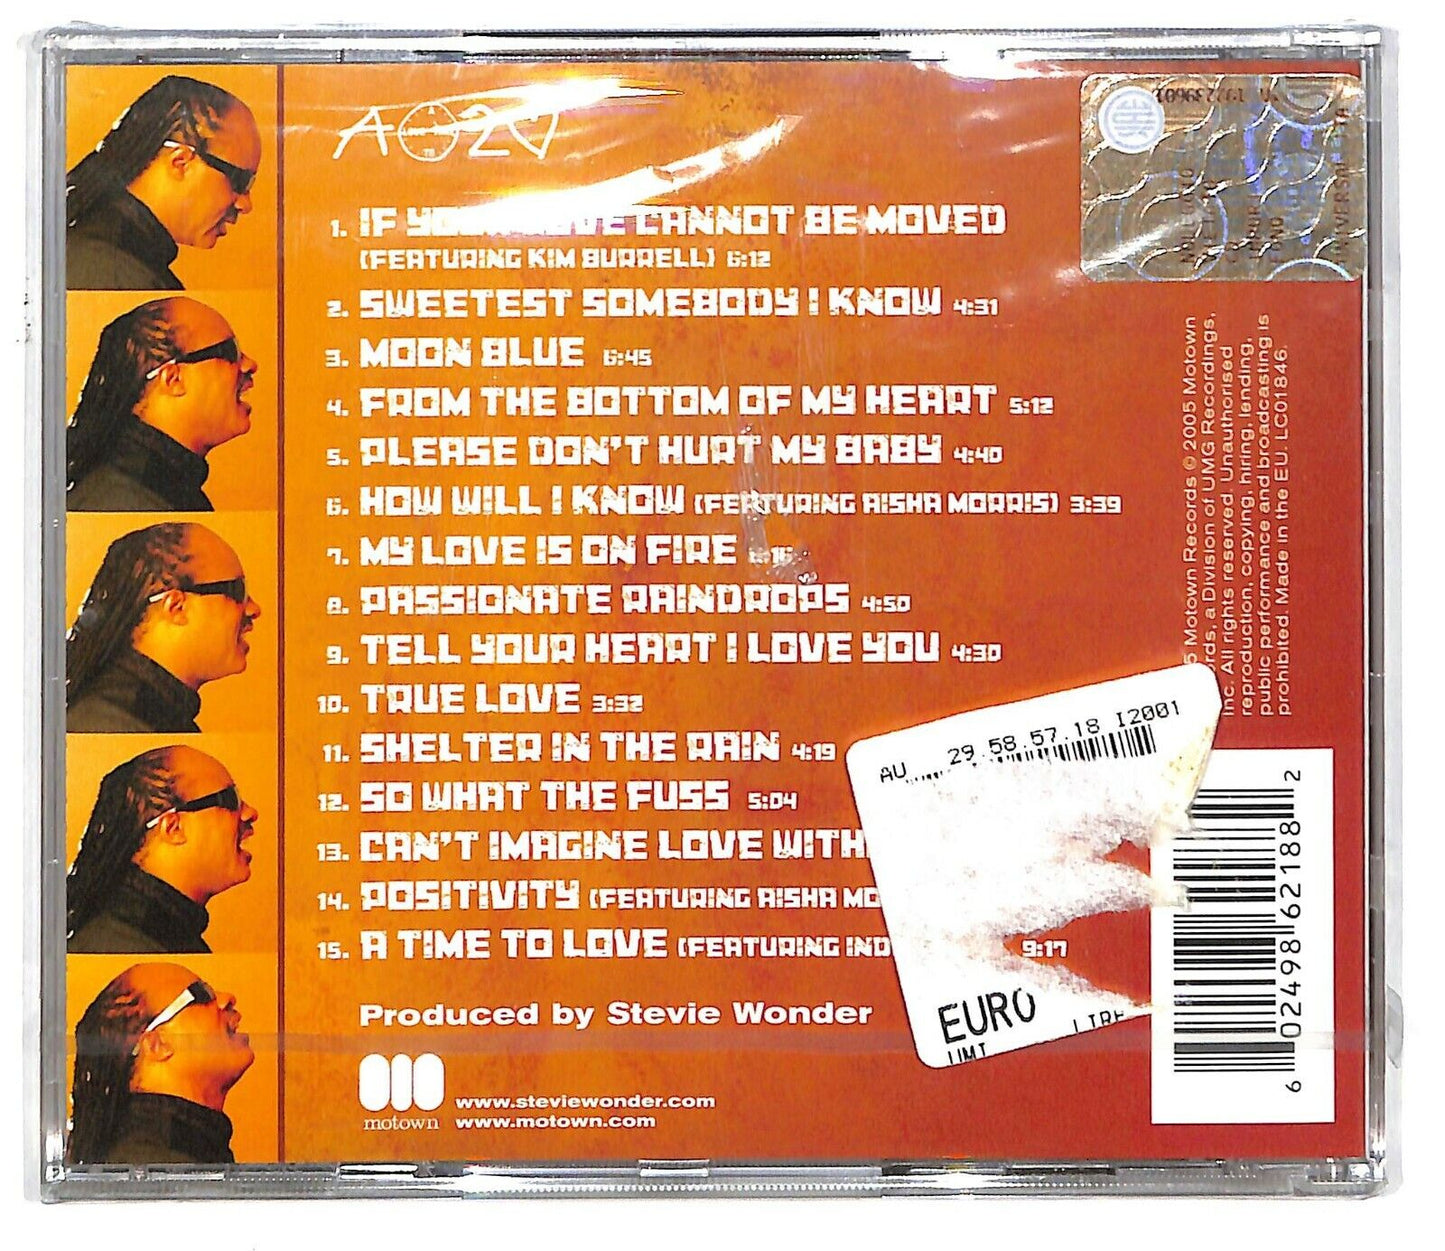 1. IF YOUR LOVE CANNOT BE MOVED
(FEATURING KIM BURRELL) 6:12
2. SWEETEST SOMEBODY I KNOW 4:31
3. MOON BLUE 6:45
4. FROM THE BOTTOM OF MY HEART 5:12
5. PLEASE DON'T HURT MY BABY 4:40
6. HOW WILL I KNOW (FEATURING AISHA MORRIS) 3:39
7. MY LOVE IS ON FIRE
8. PASSIONATE RAINDROPS 4:50
9. TELL YOUR HEART I LOVE YOU 4:30
10. TRUE LOVE 3:32
11. SHELTER IN THE RAIN 4:19
12. SO WHAT THE FUSS 5:04
13. CAN'T IMAGINE LOVE WITH
14. POSITIVITY (FEATURING AISHA MO
15. A TIME TO LOVE (FEATURING IND 9:17
Produced by Stevie Wonder
motown
www.steviewonder.com
www.motown.com
5 Motown Records © 2005 Motown
ords, a Division of UMG Recordings,
Inc. All rights reserved. Unauthorised
reproduction, copying, hiring, lending,
public performance and broadcasting is
prohibited. Made in the EU. LC01846.
AU 29.58.57.18 I2001
EURO
6 02498 62188 2